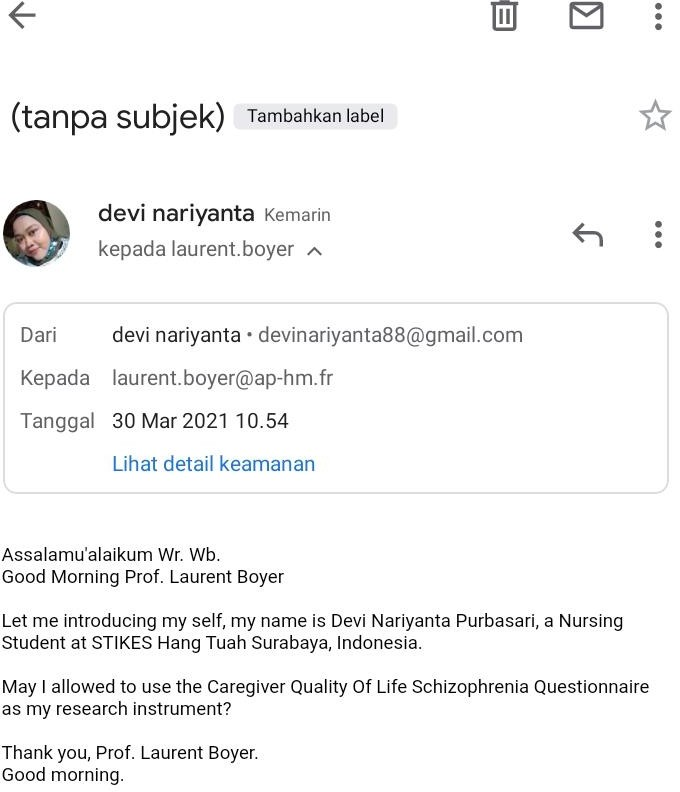 (tanpa subjek) Tambahkan label
devi nariyanta Kemarin
kepada laurent.boyer
Dari devi nariyanta • devinariyanta88@gmail.com
Kepada laurent.boyer@ap-hm.fr
Tanggal 30 Mar 2021 10.54
Lihat detail keamanan
Assalamu'alaikum Wr. Wb.
Good Morning Prof. Laurent Boyer
Let me introducing my self, my name is Devi Nariyanta Purbasari, a Nursing
Student at STIKES Hang Tuah Surabaya, Indonesia.
May I allowed to use the Caregiver Quality Of Life Schizophrenia Questionnaire
as my research instrument?
Thank you, Prof. Laurent Boyer.
Good morning.